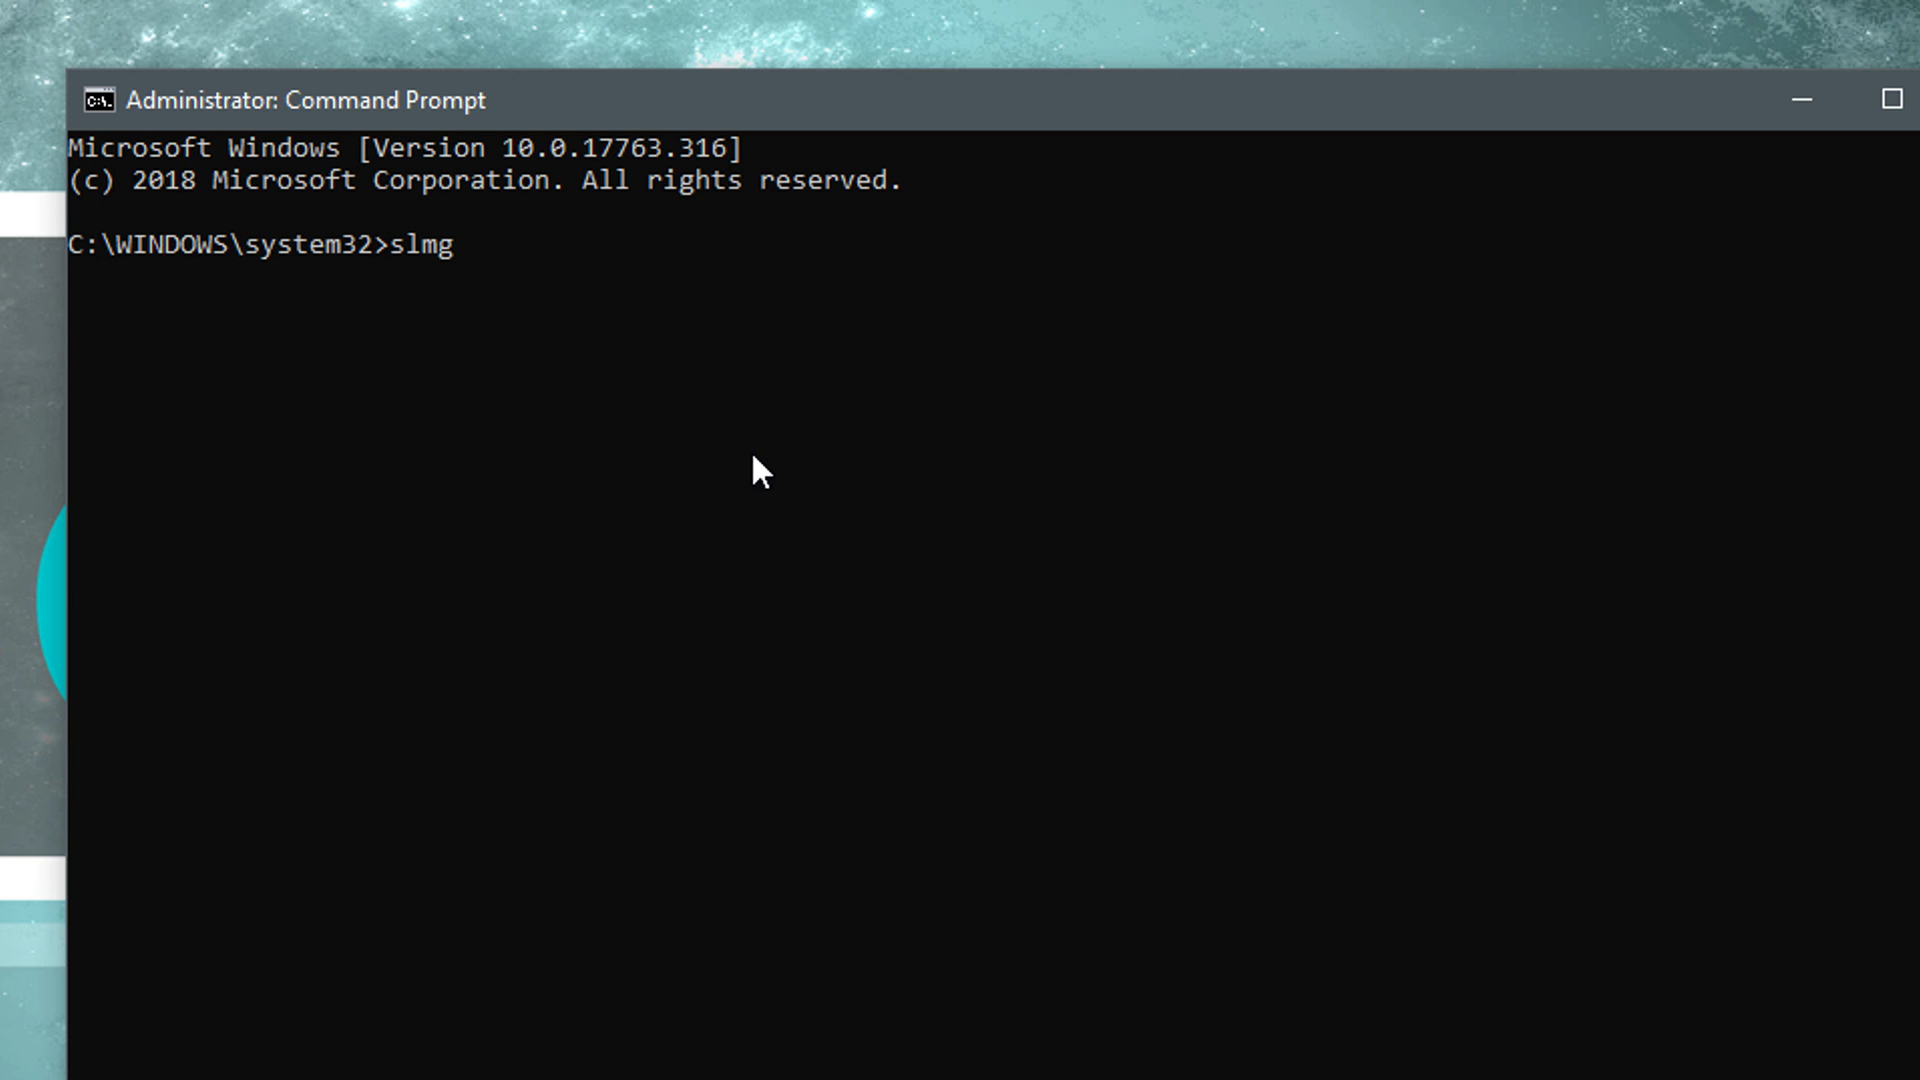 Administrator: Command Prompt
Microsoft Windows [Version 10.0.17763.316]
(c) 2018 Microsoft Corporation. All rights reserved.
C:\WINDOWS\system32>slmg